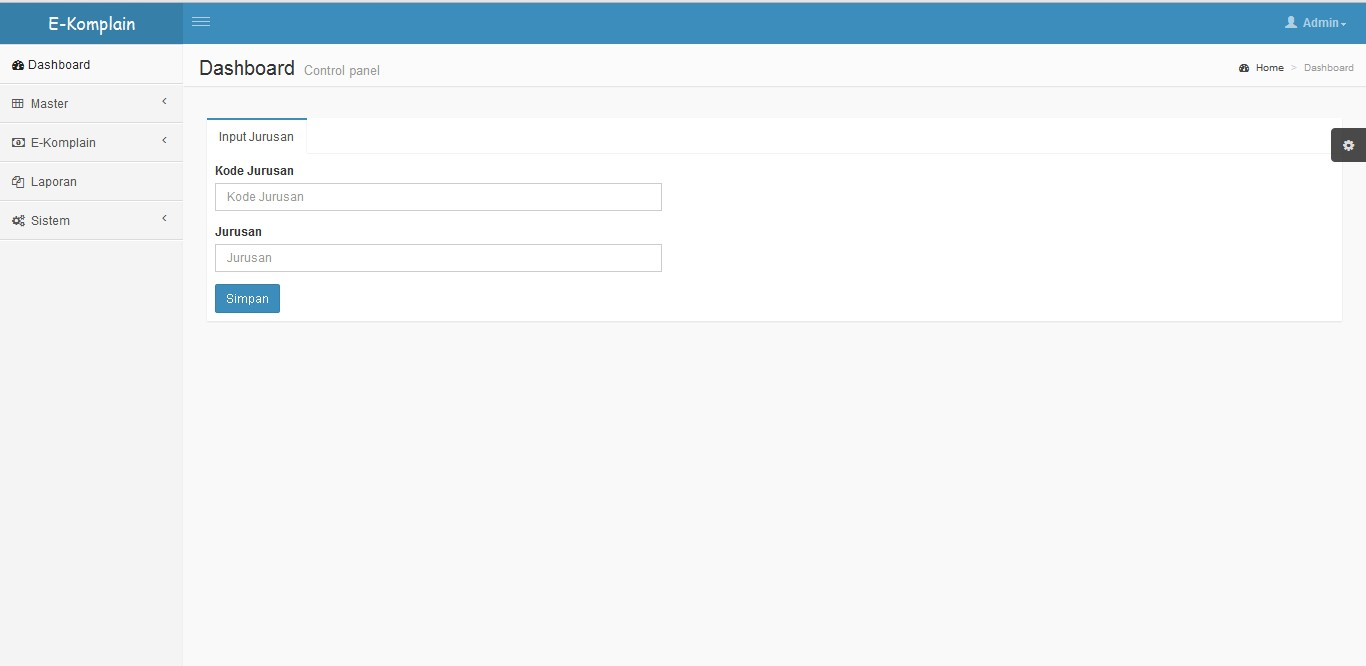 E-Komplain
Admin
Dashboard
Master
E-Komplain
Laporan
Sistem
Dashboard Control panel
Home > Dashboard
Input Jurusan
Kode Jurusan
Kode Jurusan
Jurusan
Jurusan
Simpan